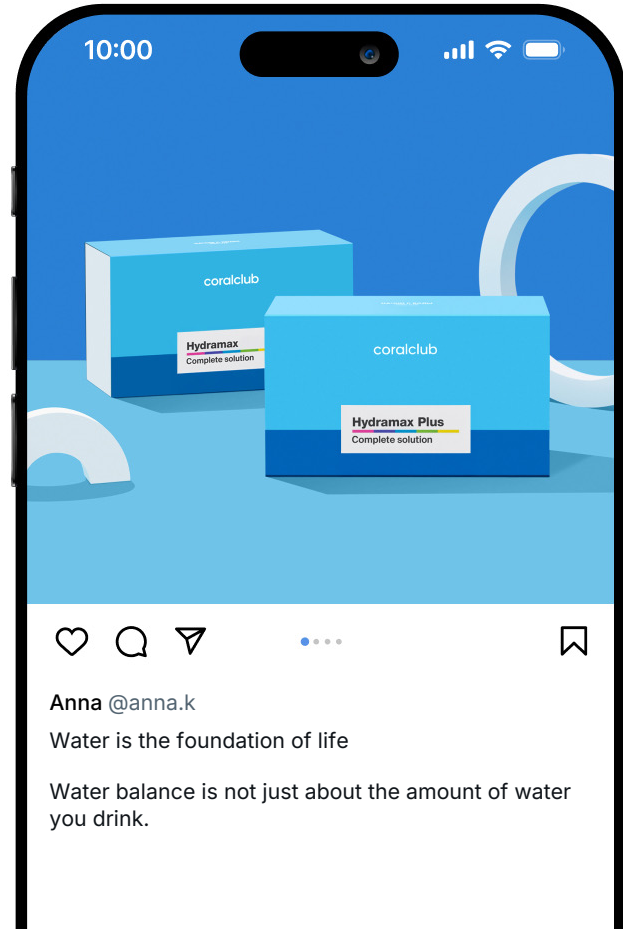 10:00
coralclub
Hydramax
Complete solution
coralclub
Hydramax Plus
Complete solution
Anna @anna.k
Water is the foundation of life
Water balance is not just about the amount of water
you drink.